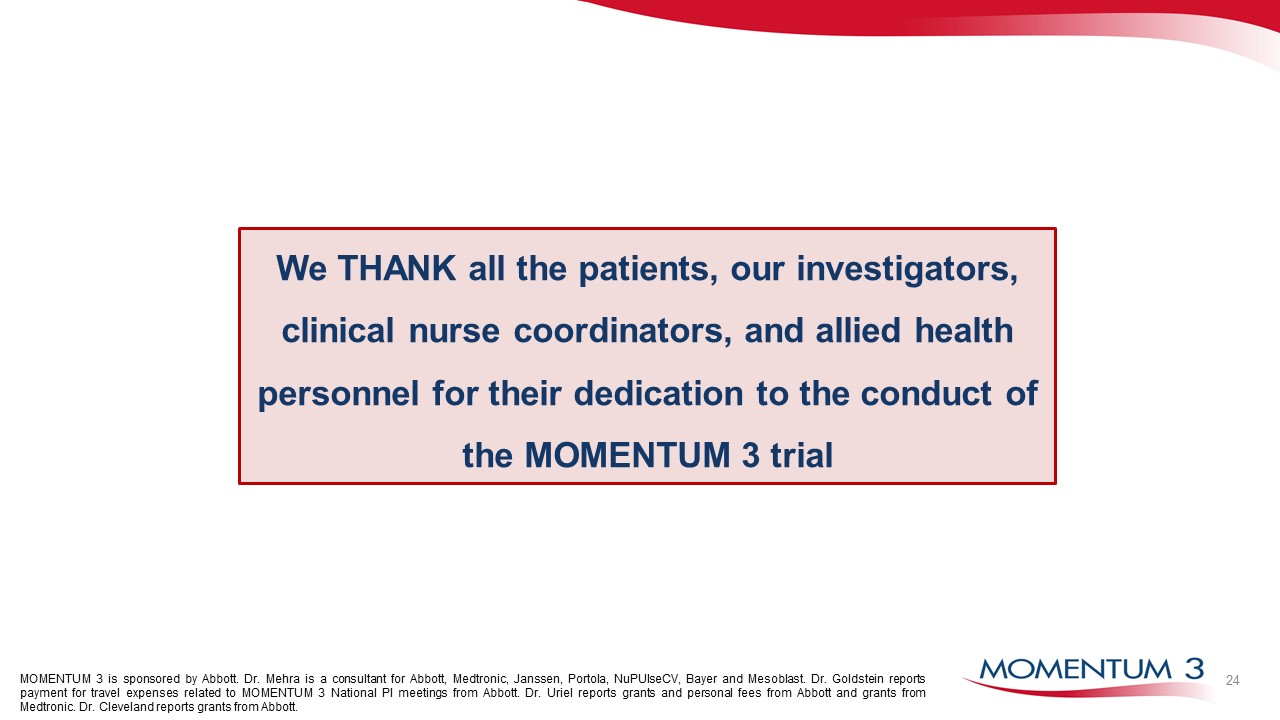 We THANK all the patients, our investigators,
clinical nurse coordinators, and allied health
personnel for their dedication to the conduct of
the MOMENTUM 3 trial
MOMENTUM 3 is sponsored by Abbott. Dr. Mehra is a consultant for Abbott, Medtronic, Janssen, Portola, NuPUlseCV, Bayer and Mesoblast. Dr. Goldstein reports
payment for travel expenses related to MOMENTUM 3 National PI meetings from Abbott. Dr. Uriel reports grants and personal fees from Abbott and grants from
Medtronic. Dr. Cleveland reports grants from Abbott.
MOMENTUM 3
24